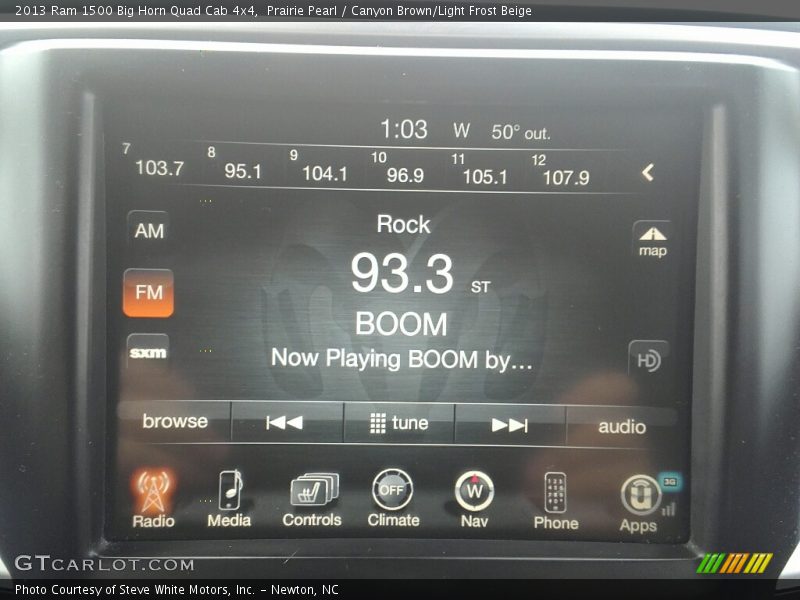 2013 Ram 1500 Big Horn Quad Cab 4x4, Prairie Pearl / Canyon Brown/Light Frost Beige
1:03 W 50° out.
7 103.7 8 95.1 9 104.1 10 96.9 11 105.1 12 107.9
AM
Rock
map
FM
93.3 ST
BOOM
sxm
Now Playing BOOM by...
HD
browse
tune
audio
OFF
W
3G
Radio
Media
Controls
Climate
Nav
Phone
Apps
GTCARLOT.COM
Photo Courtesy of Steve White Motors, Inc. – Newton, NC